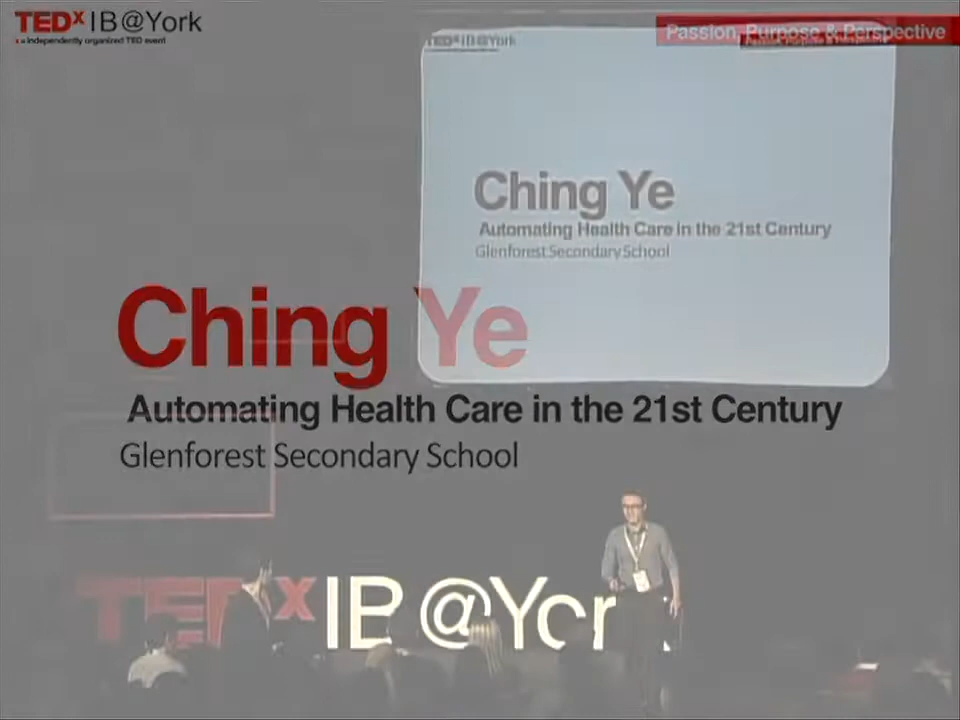 TEDx IB@York
x = independently organized TED event
Passion, Purpose & Perspective
TEDx IB@York
Ching Ye
Automating Health Care in the 21st Century
Glenforest Secondary School
Ching Ye
Automating Health Care in the 21st Century
Glenforest Secondary School
TEDx IB@Yor